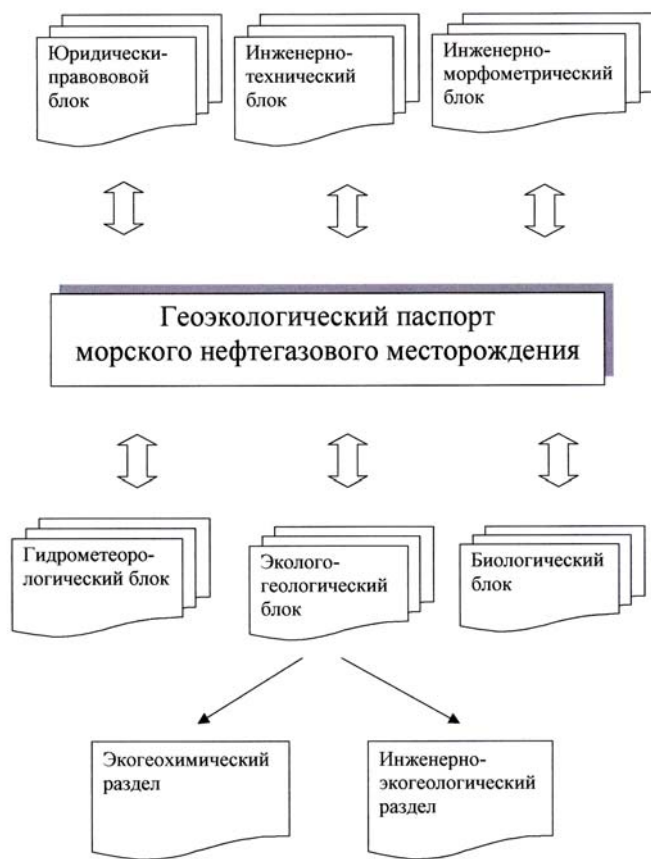 Юридически-
правововой
блок
Инженерно-
технический
блок
Инженерно-
морфометрический
блок
Геоэкологический паспорт
морского нефтегазового месторождения
Гидрометеоро-
логический блок
Эколого-
геологический
блок
Биологический
блок
Экогеохимический
раздел
Инженерно-
экогеологический
раздел